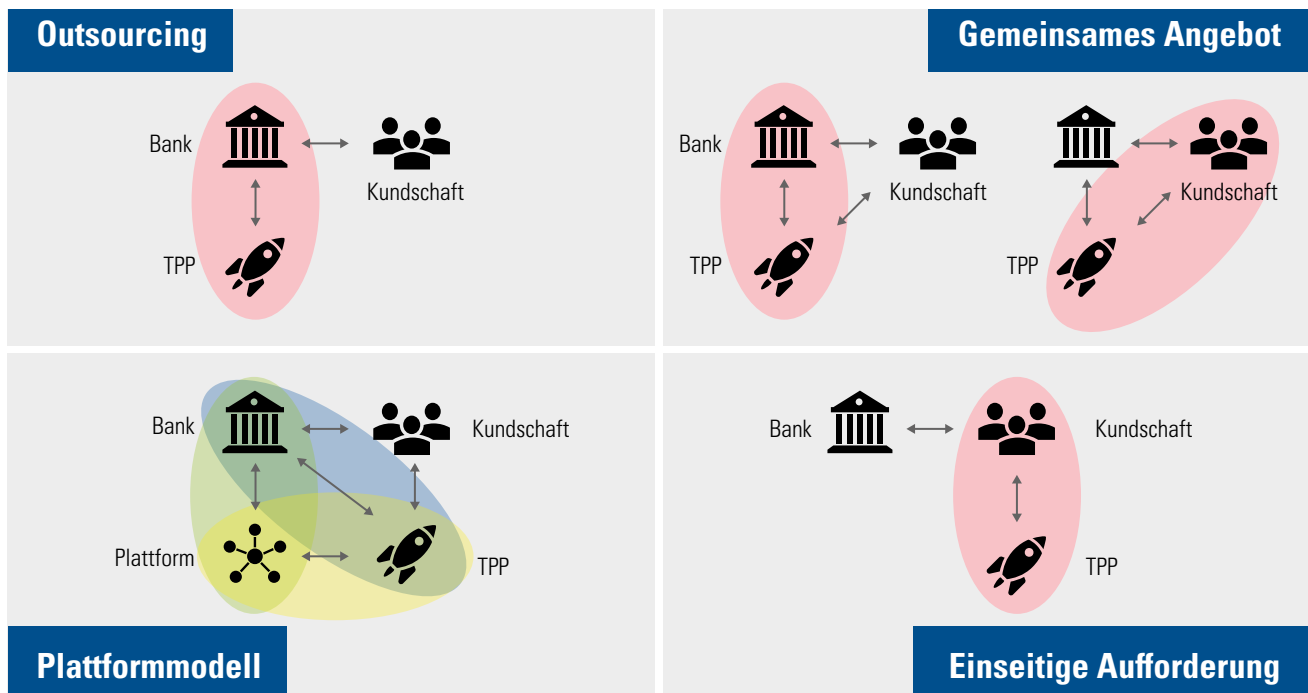 Outsourcing
Bank
Kundschaft
TPP
Gemeinsames Angebot
Bank
Kundschaft
TPP
Kundschaft
TPP
Bank
Kundschaft
Plattform
TPP
Plattformmodell
Bank
Kundschaft
TPP
Einseitige Aufforderung